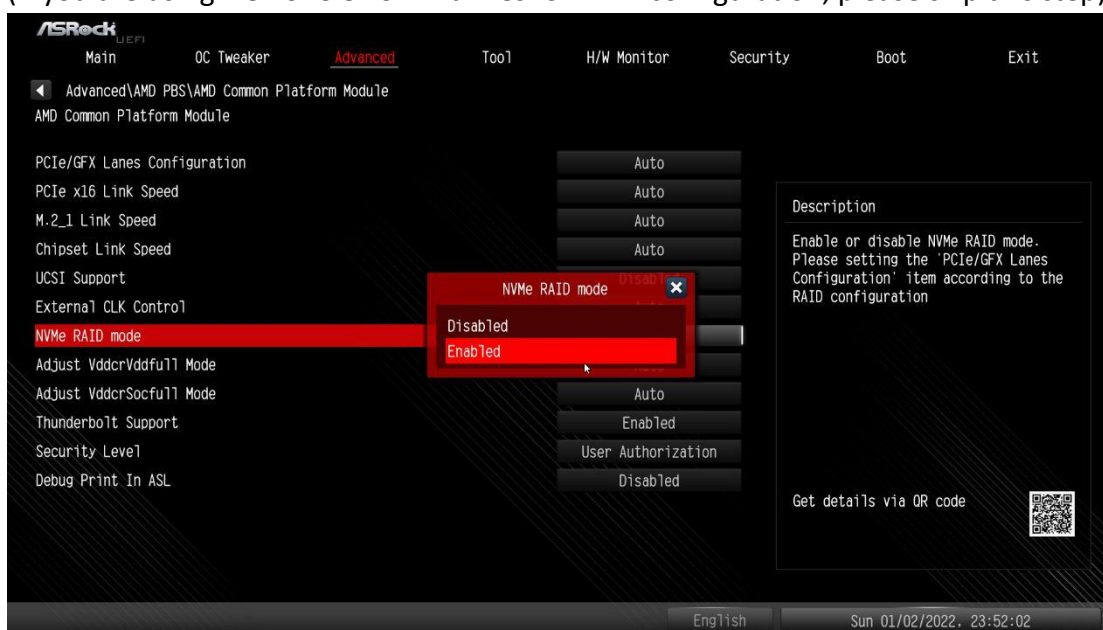 ASRock
UEFI
Main OC Tweaker Advanced Tool H/W Monitor Security Boot Exit
Advanced\AMD PBS\AMD Common Platform Module
AMD Common Platform Module
PCIe/GFX Lanes Configuration Auto
PCIe x16 Link Speed Auto
M.2_1 Link Speed Auto
Chipset Link Speed Auto
UCSI Support Disabled
External CLK Control
NVMe RAID mode
Adjust VddcrVddfull Mode
Adjust VddcrSocfull Mode Auto
Thunderbolt Support Enabled
Security Level User Authorization
Debug Print In ASL Disabled
NVMe RAID mode
Disabled
Enabled
Description
Enable or disable NVMe RAID mode.
Please setting the 'PCIe/GFX Lanes
Configuration' item according to the
RAID configuration
Get details via QR code
English Sun 01/02/2022, 23:52:02